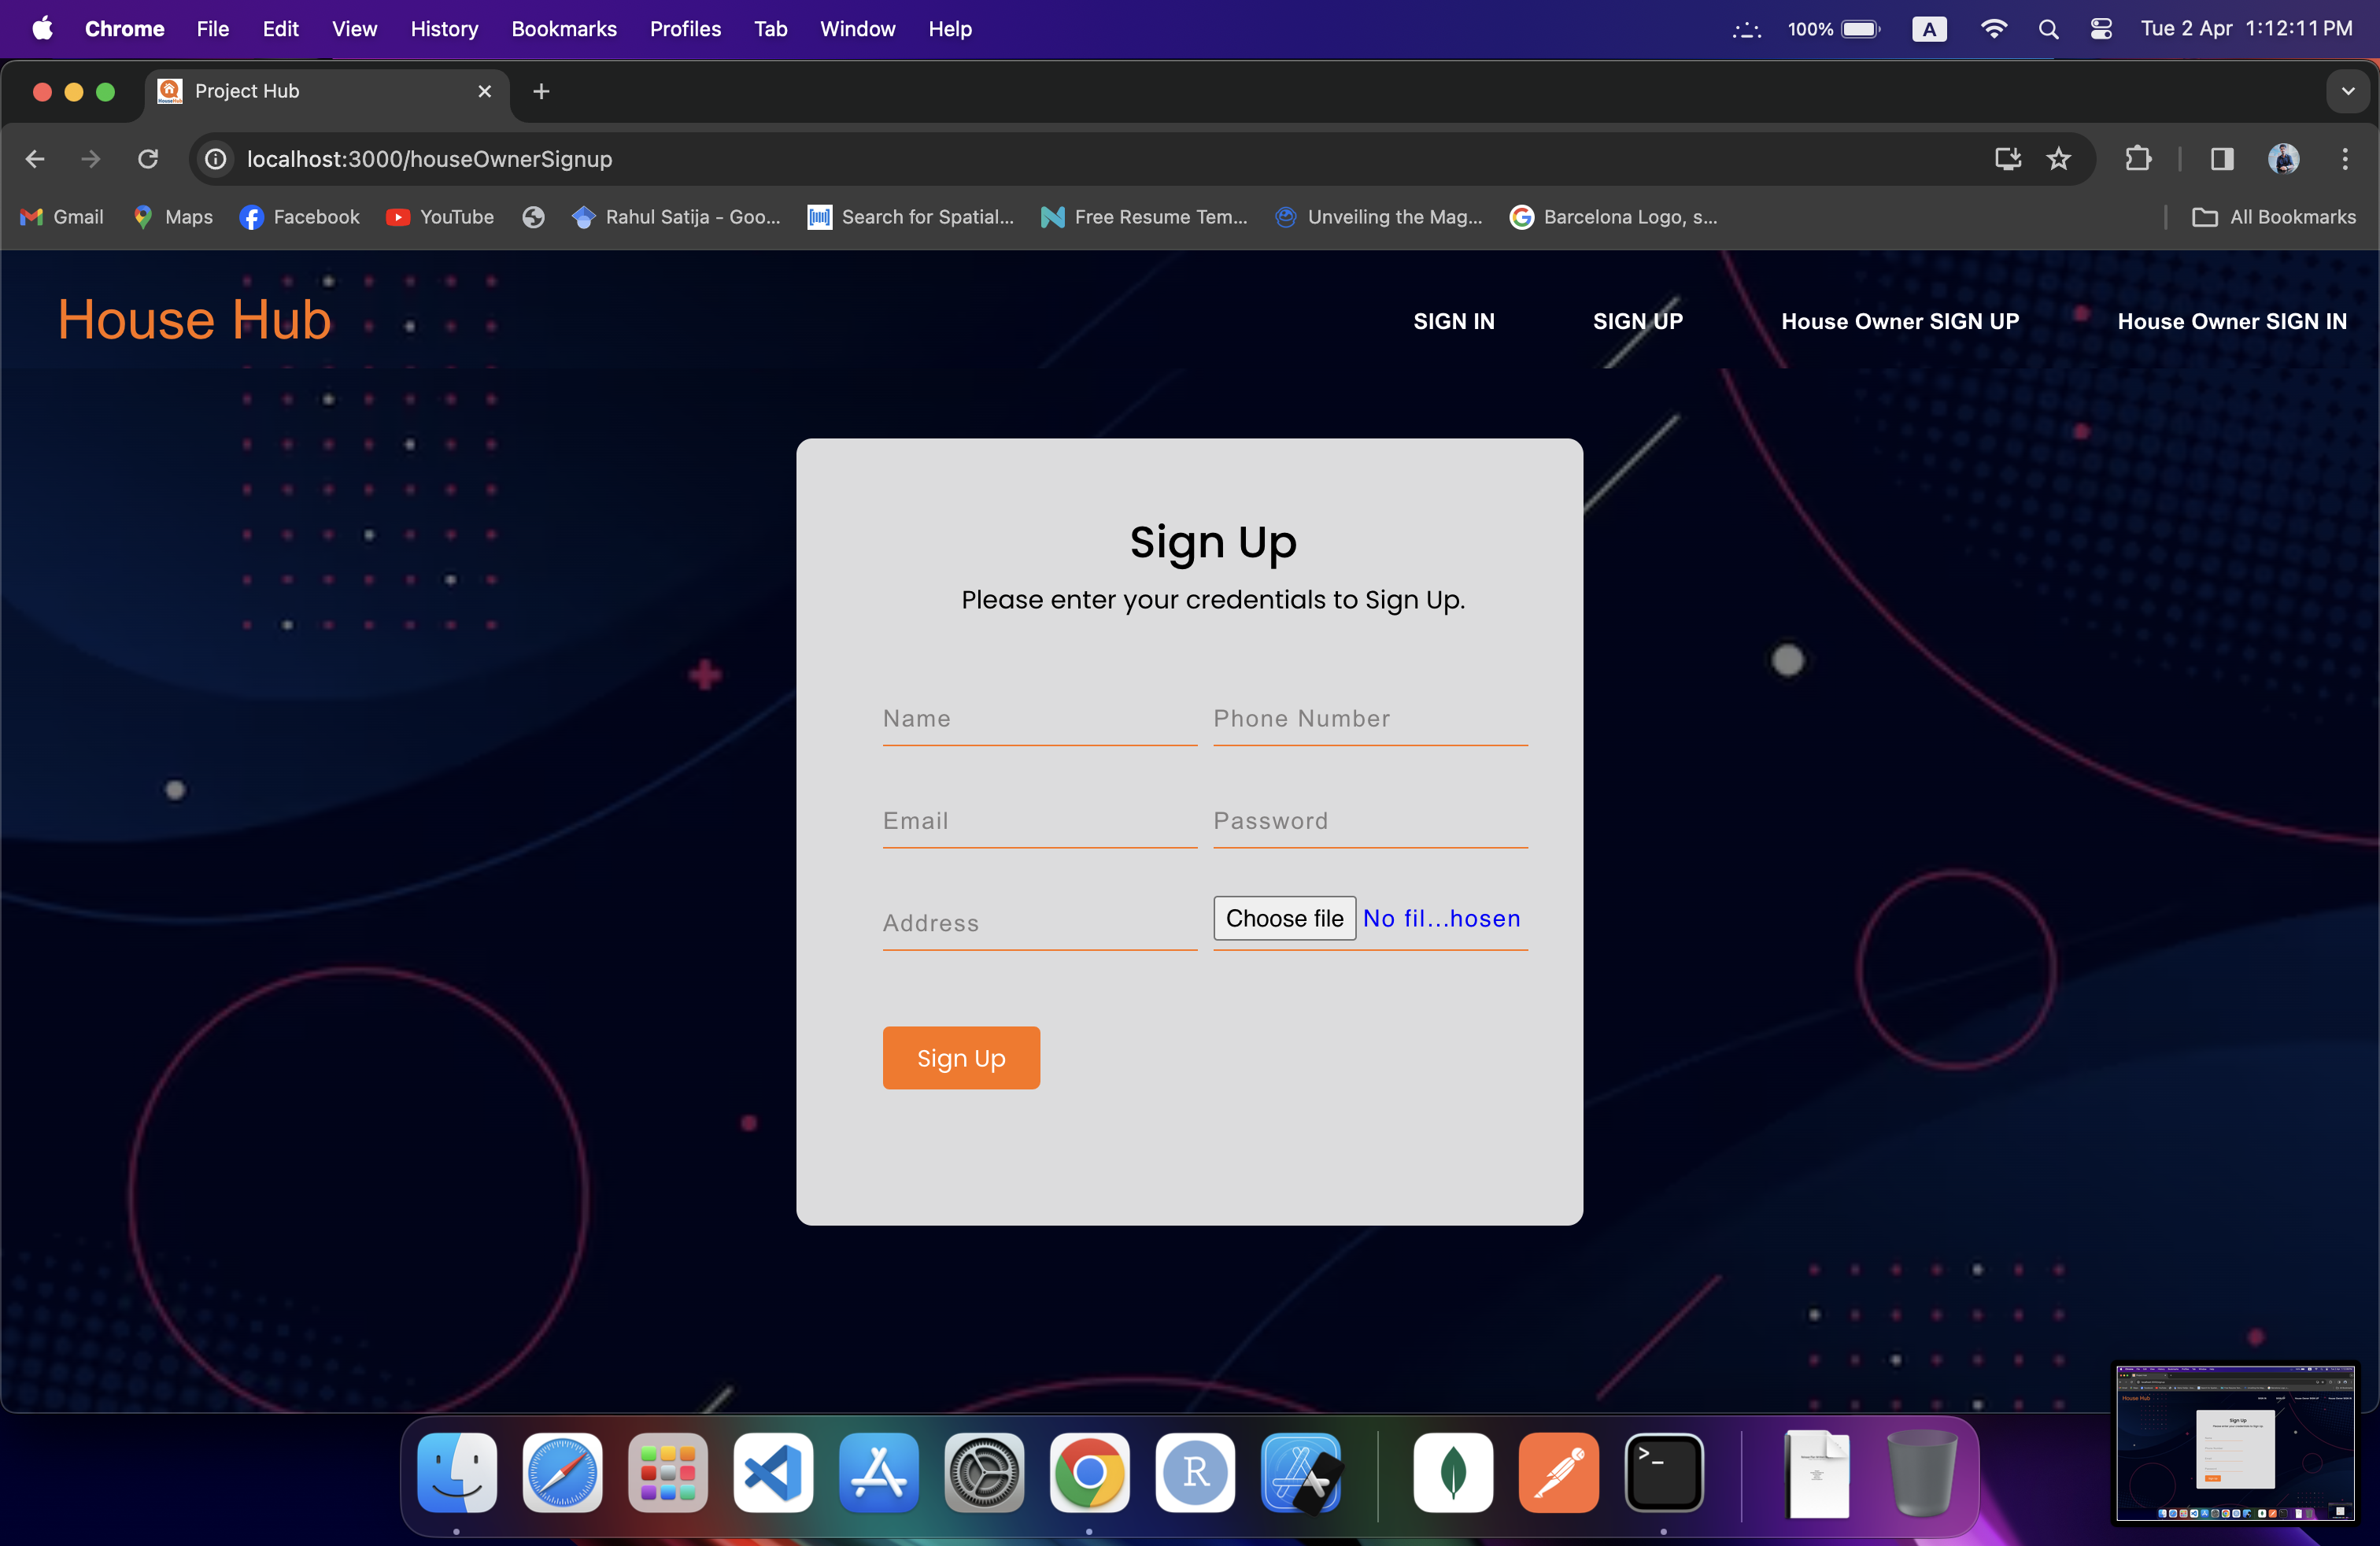 Chrome File Edit View History Bookmarks Profiles Tab Window Help 100% A Tue 2 Apr 1:12:11 PM
Project Hub
localhost:3000/houseOwnerSignup
Gmail Maps Facebook YouTube Rahul Satija - Goo... Search for Spatial... Free Resume Tem... Unveiling the Mag... Barcelona Logo, s... All Bookmarks
House Hub SIGN IN SIGN UP House Owner SIGN UP House Owner SIGN IN
Sign Up
Please enter your credentials to Sign Up.
Name Phone Number
Email Password
Address Choose file No fil...hosen
Sign Up
R